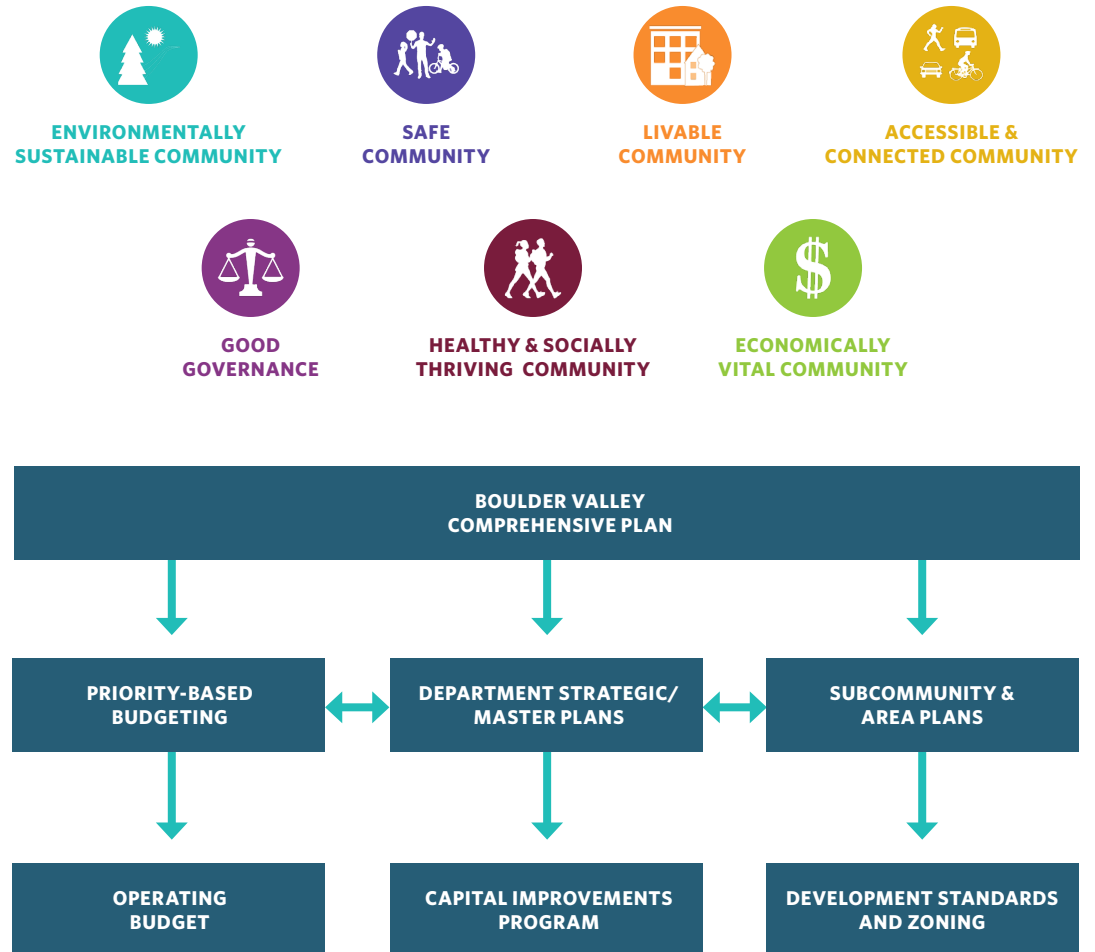 ENVIRONMENTALLY
SUSTAINABLE COMMUNITY
SAFE
COMMUNITY
LIVABLE
COMMUNITY
ACCESSIBLE &
CONNECTED COMMUNITY
GOOD
GOVERNANCE
HEALTHY & SOCIALLY
THRIVING COMMUNITY
$
ECONOMICALLY
VITAL COMMUNITY
BOULDER VALLEY
COMPREHENSIVE PLAN
PRIORITY-BASED
BUDGETING
DEPARTMENT STRATEGIC/
MASTER PLANS
SUBCOMMUNITY &
AREA PLANS
OPERATING
BUDGET
CAPITAL IMPROVEMENTS
PROGRAM
DEVELOPMENT STANDARDS
AND ZONING